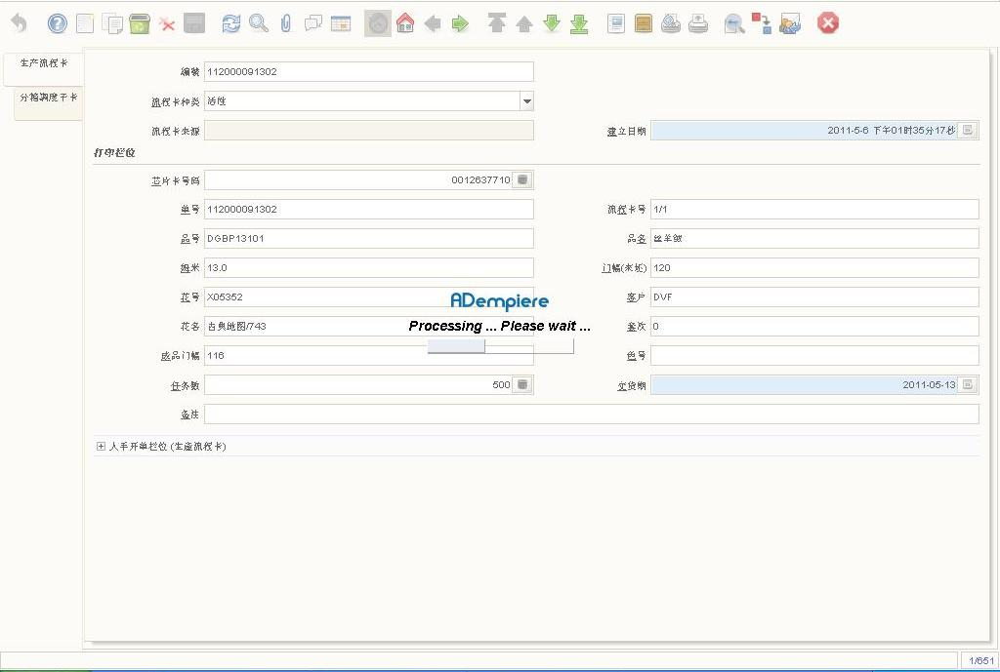 生产流程卡
分箱调度子卡
编号 112000091302
流程卡种类 活性
流程卡来源 建立日期 2011-5-6 下午01时35分17秒
打印栏位
芯片卡号码 0012637710
单号 112000091302 流程卡号 1/1
品号 DGBP13101 品名 丝羊绒
姆米 13.0 门幅(来坯) 120
花号 X05352 客户 DVF
ADempiere
Processing ... Please wait ...
花名 古典地图/743 釜次 0
成品门幅 116 色号
任务数 500 交货期 2011-05-13
备注
人手开单栏位 (生产流程卡)
1/651